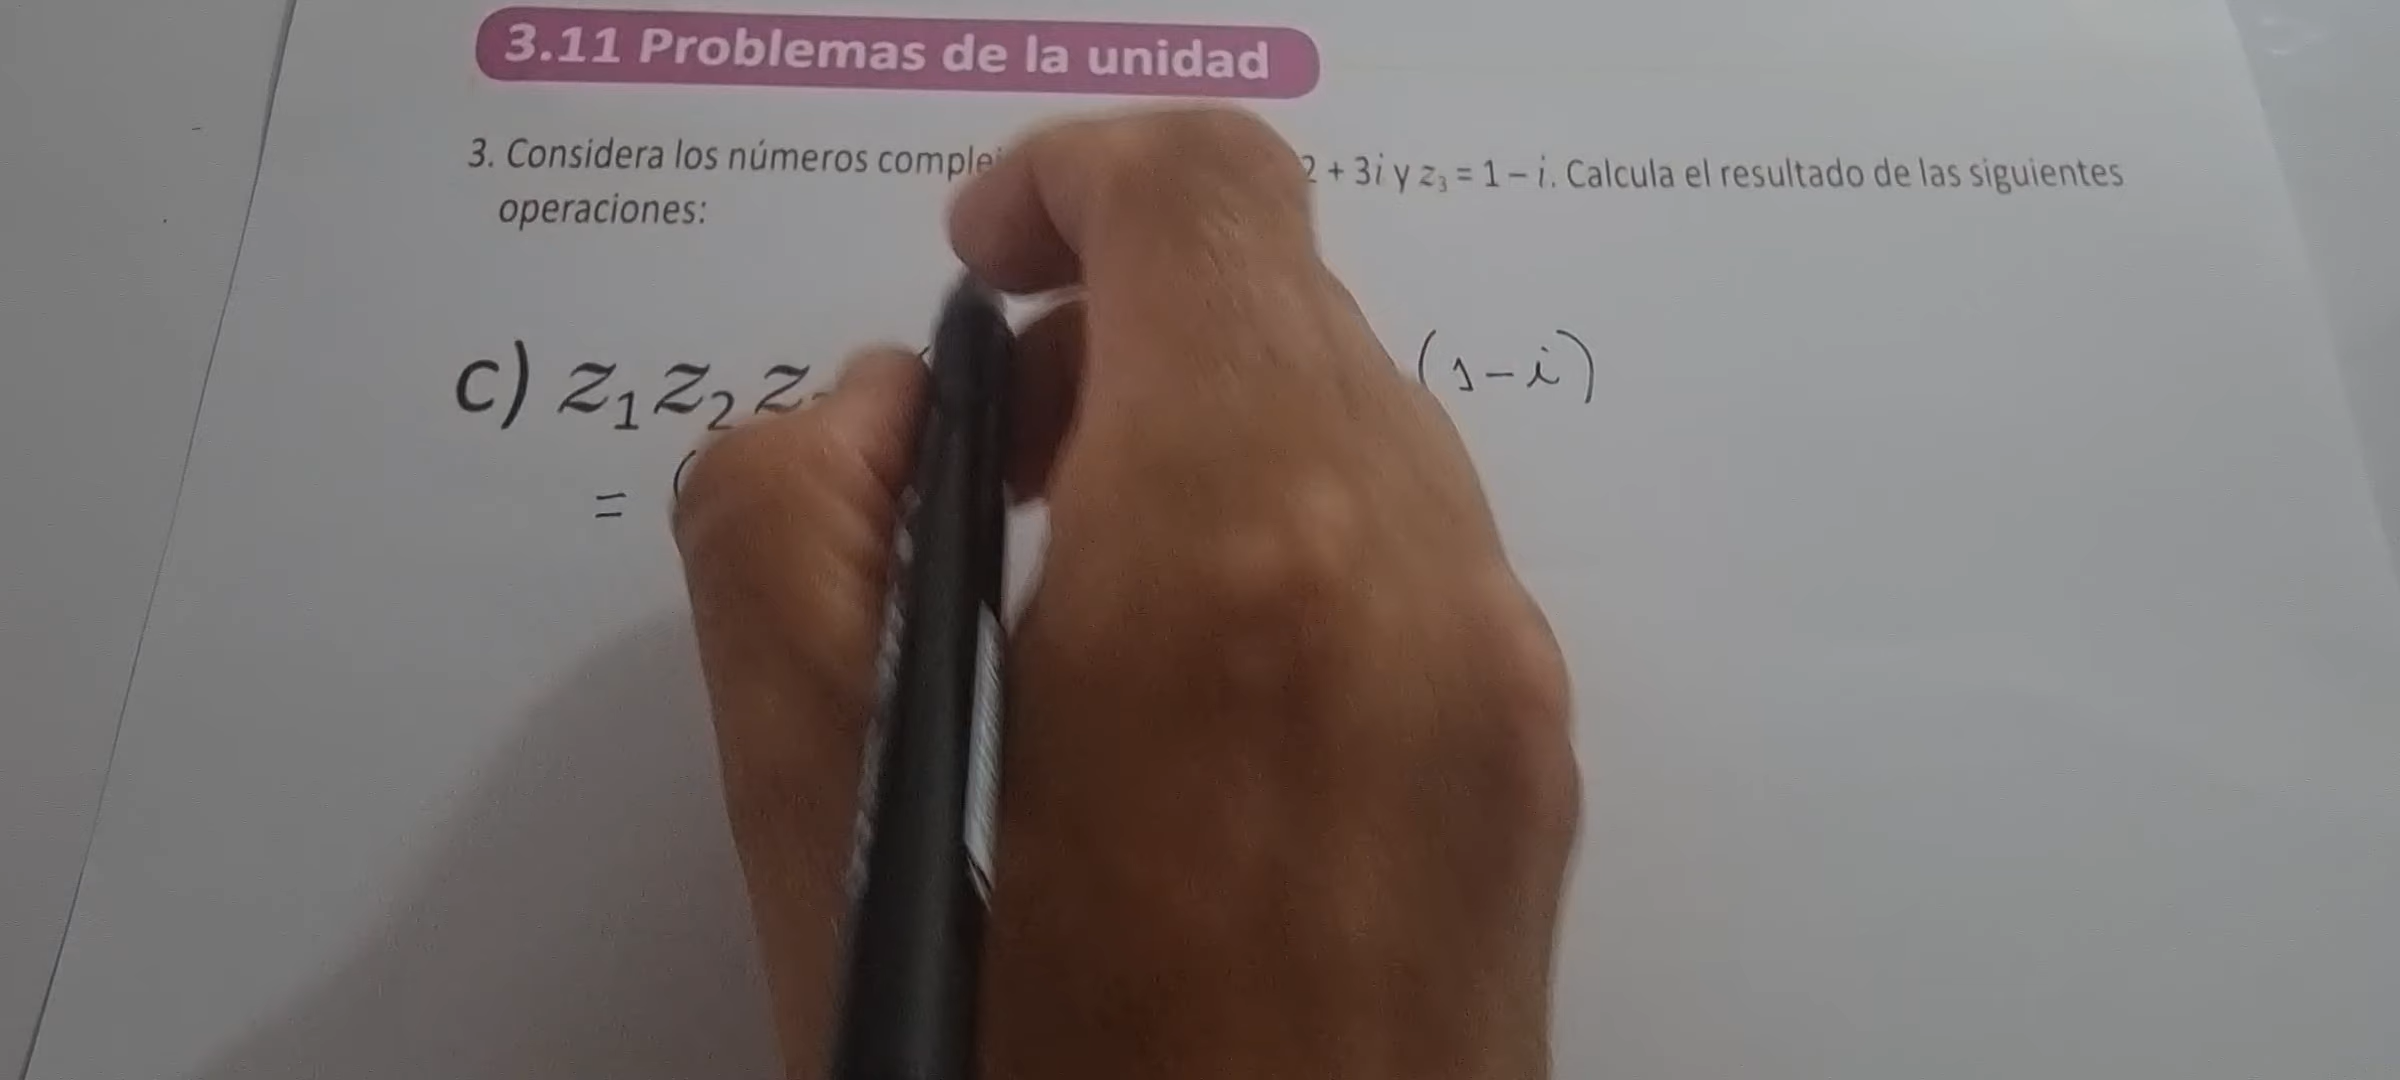 3.11 Problemas de la unidad
3. Considera los números 2 + 3i y z₃ = 1 – i. Calcula el resultado de las siguientes
operaciones:
c) z₁z₂z (1-i)
= (